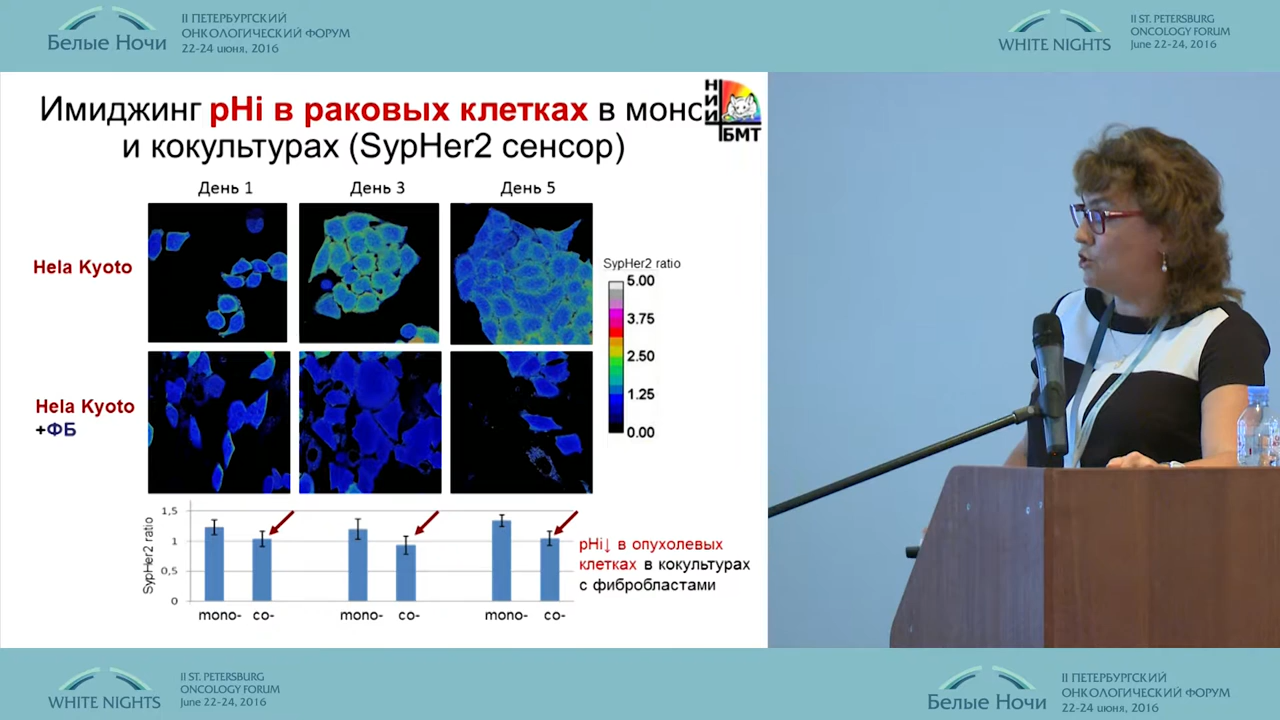 Белые Ночи
II ПЕТЕРБУРГСКИЙ
ОНКОЛОГИЧЕСКИЙ ФОРУМ
22-24 июня, 2016
WHITE NIGHTS
II ST. PETERSBURG
ONCOLOGY FORUM
June 22-24, 2016
Имиджинг pHi в раковых клетках в моно
и кокультурах (SypHer2 сенсор)
НИИ
БМТ
День 1
День 3
День 5
Hela Kyoto
SypHer2 ratio
5.00
3.75
2.50
1.25
0.00
Hela Kyoto
+ФБ
SypHer2 ratio
1,5
1
0,5
0
mono- co-
mono- co-
mono- co-
pHi↓ в опухолевых
клетках в кокультурах
с фибробластами
WHITE NIGHTS
II ST. PETERSBURG
ONCOLOGY FORUM
June 22-24, 2016
Белые Ночи
II ПЕТЕРБУРГСКИЙ
ОНКОЛОГИЧЕСКИЙ ФОРУМ
22-24 июня, 2016